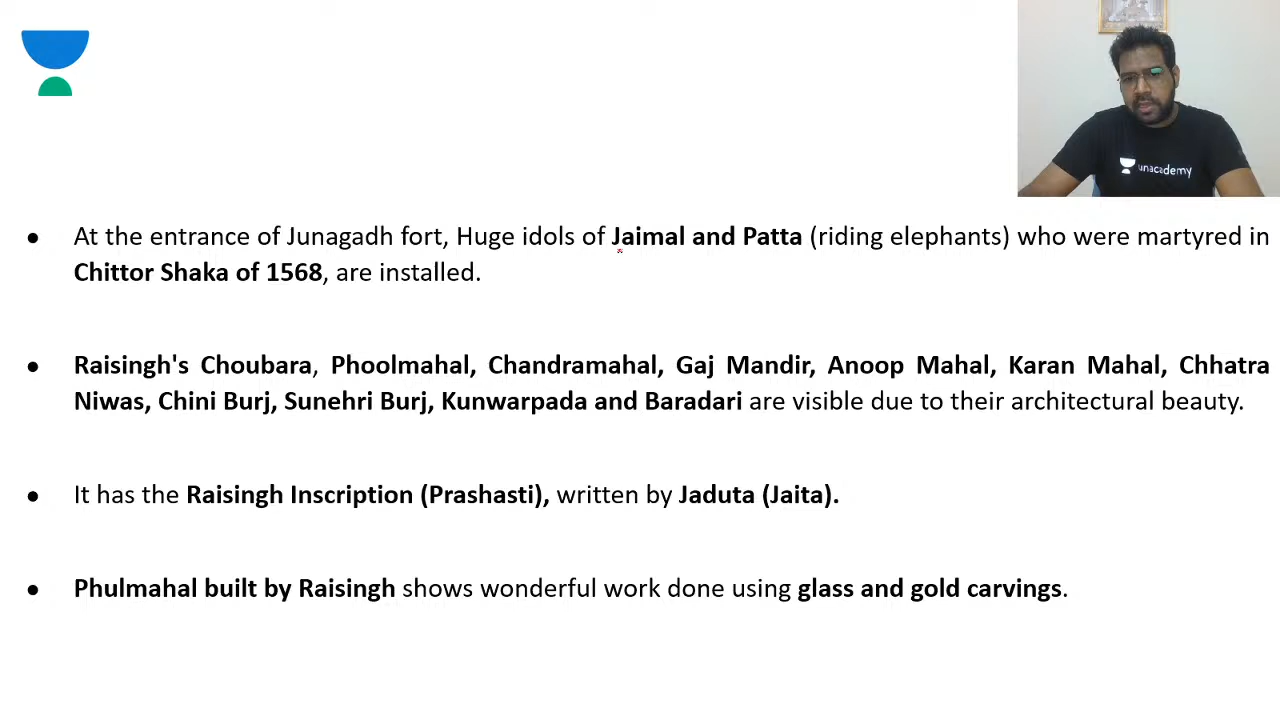 unacademy
● At the entrance of Junagadh fort, Huge idols of Jaimal and Patta (riding elephants) who were martyred in
Chittor Shaka of 1568, are installed.
● Raisingh's Choubara, Phoolmahal, Chandramahal, Gaj Mandir, Anoop Mahal, Karan Mahal, Chhatra
Niwas, Chini Burj, Sunehri Burj, Kunwarpada and Baradari are visible due to their architectural beauty.
● It has the Raisingh Inscription (Prashasti), written by Jaduta (Jaita).
● Phulmahal built by Raisingh shows wonderful work done using glass and gold carvings.